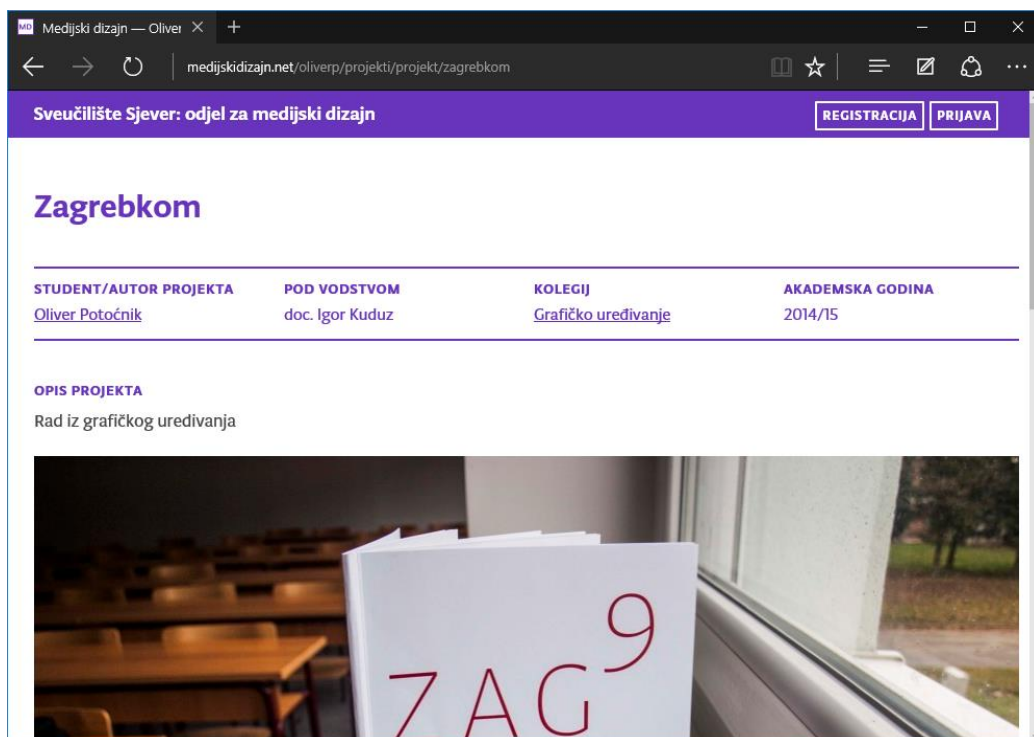 MD Medijski dizajn — Oliver
medijskidizajn.net/oliverp/projekti/projekt/zagrebkom
Sveučilište Sjever: odjel za medijski dizajn
REGISTRACIJA PRIJAVA
Zagrebkom
STUDENT/AUTOR PROJEKTA POD VODSTVOM KOLEGIJ AKADEMSKA GODINA
Oliver Potoćnik doc. Igor Kuduz Grafičko uređivanje 2014/15
OPIS PROJEKTA
Rad iz grafičkog uređivanja
9
ZAG